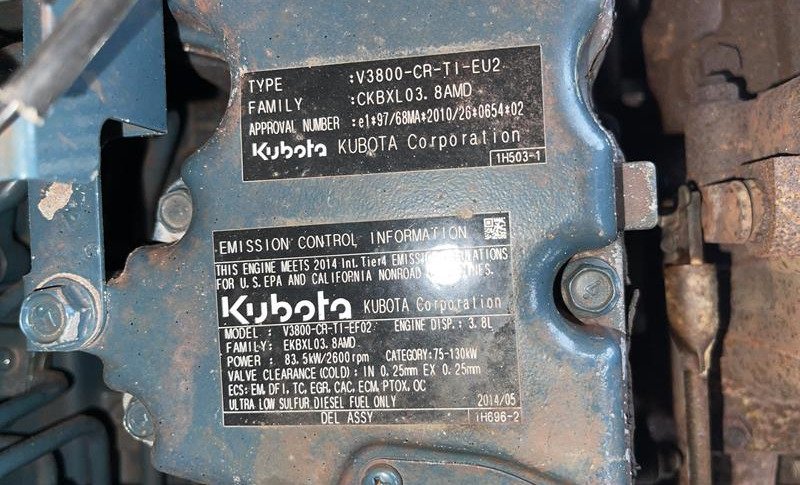 TYPE :V3800-CR-TI-EU2
FAMILY :CKBXL03.8AMD
APPROVAL NUMBER :e1*97/68MA*2010/26*0654*02
Kubota KUBOTA Corporation
1H503-1
EMISSION CONTROL INFORMATION
THIS ENGINE MEETS 2014 Int. Tier4 EMISSION REGULATIONS
FOR U.S. EPA AND CALIFORNIA NONROAD CI ENGINES.
Kubota KUBOTA Corporation
MODEL : V3800-CR-TI-EF02 ENGINE DISP.: 3.8L
FAMILY: EKBXL03.8AMD
POWER : 83.5kW/2600rpm CATEGORY:75-130kW
VALVE CLEARANCE (COLD) : IN 0.25mm EX 0.25mm
ECS: EM, DFI, TC, EGR, CAC, ECM, PTOX, OC
ULTRA LOW SULFUR DIESEL FUEL ONLY 2014/05
DEL ASSY 1H696-2